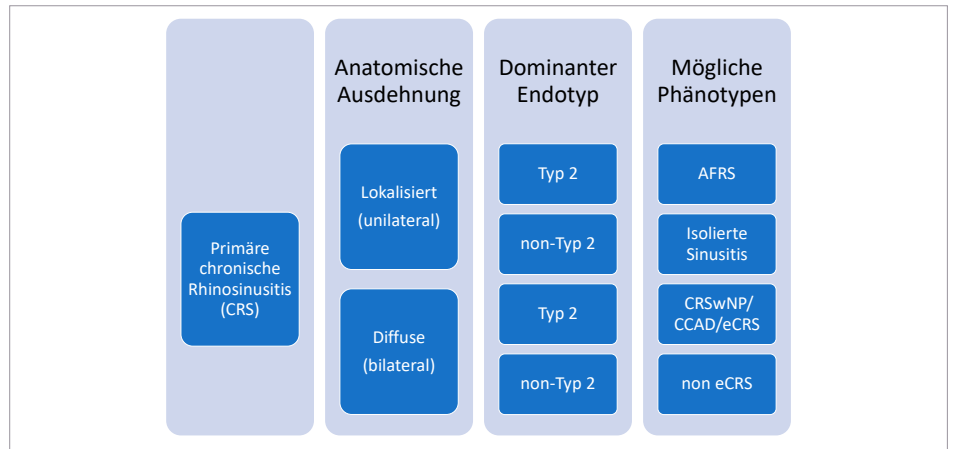 Anatomische
Ausdehnung
Dominanter
Endotyp
Mögliche
Phänotypen
Primäre
chronische
Rhinosinusitis
(CRS)
Lokalisiert
(unilateral)
Diffuse
(bilateral)
Typ 2
non-Typ 2
Typ 2
non-Typ 2
AFRS
Isolierte
Sinusitis
CRSwNP/
CCAD/eCRS
non eCRS